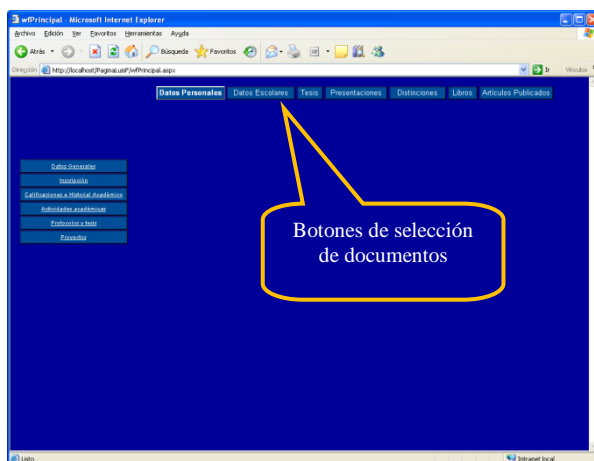 wfPrincipal - Microsoft Internet Explorer
Archivo Edición Ver Favoritos Herramientas Ayuda
Atrás Búsqueda Favoritos
Dirección http://localhost/PaginaLuisF/wfPrincipal.aspx Ir Vínculos
Datos Personales Datos Escolares Tesis Presentaciones Distinciones Libros Artículos Publicados
Datos Generales
Inscripción
Calificaciones e Historial Académico
Actividades académicas
Protocolos y tesis
Proyectos
Botones de selección
de documentos
Listo Intranet local